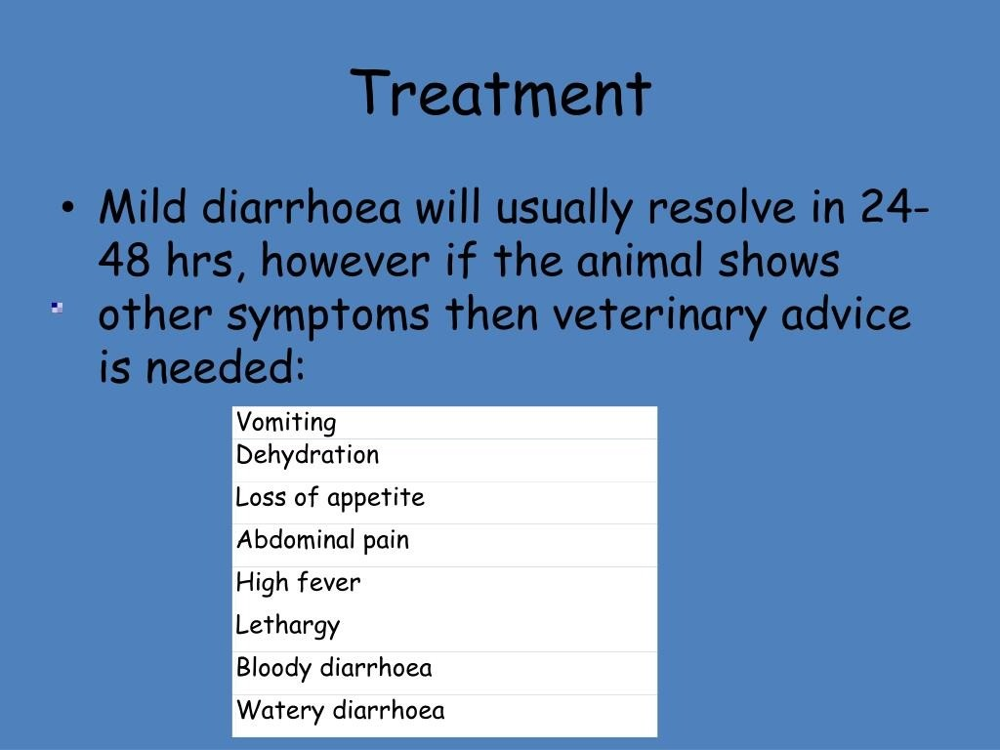 Treatment
• Mild diarrhoea will usually resolve in 24-
48 hrs, however if the animal shows
other symptoms then veterinary advice
is needed:
Vomiting
Dehydration
Loss of appetite
Abdominal pain
High fever
Lethargy
Bloody diarrhoea
Watery diarrhoea